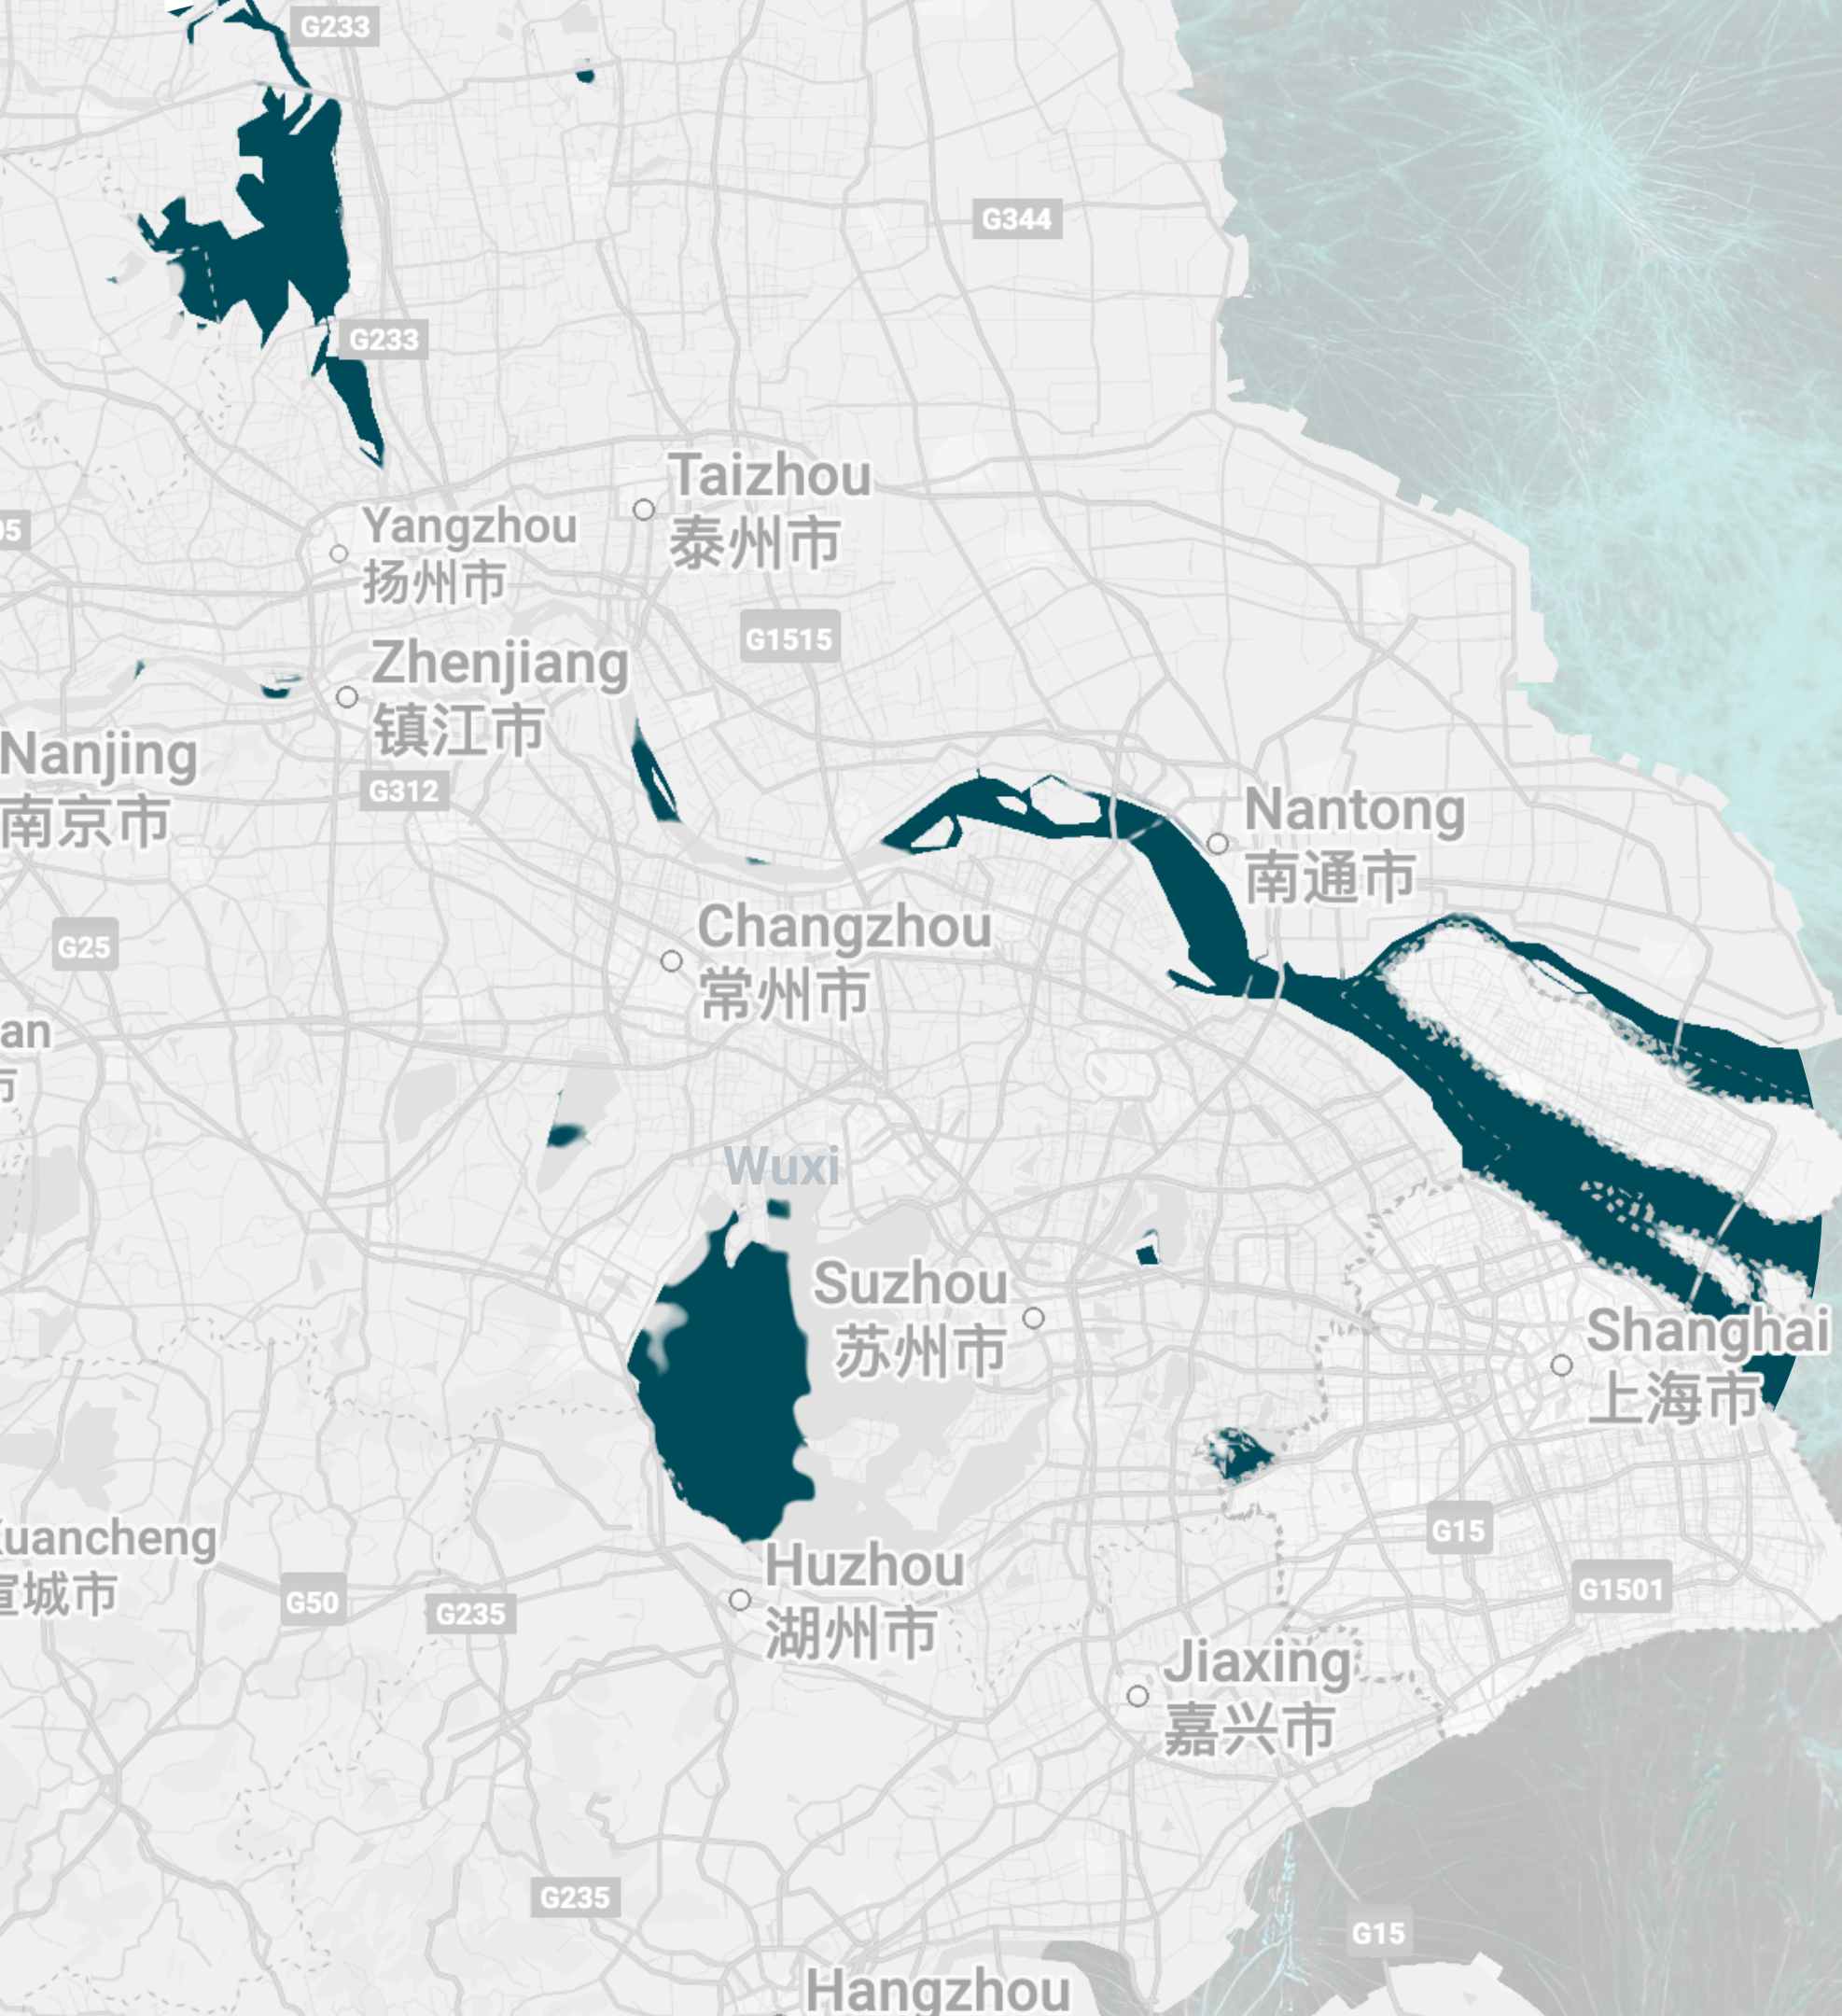 G233
G344
G233
Taizhou
泰州市
Yangzhou
扬州市
G1515
Zhenjiang
镇江市
Nanjing
南京市
G312
Nantong
南通市
G25
Changzhou
常州市
Wuxi
Suzhou
苏州市
Shanghai
上海市
G15
Huzhou
湖州市
G50
G235
G1501
Jiaxing
嘉兴市
G235
G15
Hangzhou